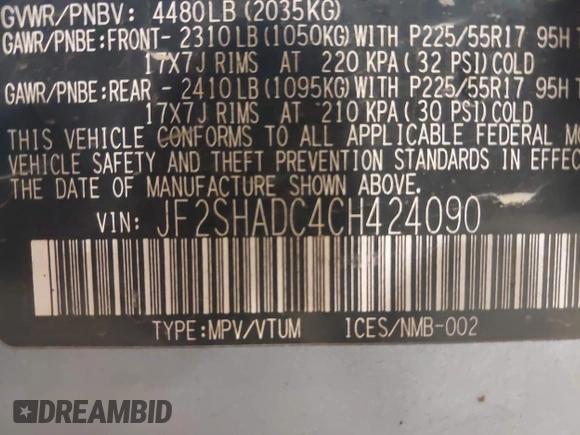 GVWR/PNBV: 4480LB(2035KG)
GAWR/PNBE:FRONT- 2310LB(1050KG)WITH P225/55R17 95H
17X7J RIMS AT 220 KPA( 32 PSI)COLD
GAWR/PNBE:REAR - 2410LB(1095KG)WITH P225/55R17 95H
17X7J RIMS AT 210 KPA( 30 PSI)COLD
THIS VEHICLE CONFORMS TO ALL APPLICABLE FEDERAL MO
VEHICLE SAFETY AND THEFT PREVENTION STANDARDS IN EFFEC
THE DATE OF MANUFACTURE SHOWN ABOVE.
VIN: JF2SHADC4CH424090
TYPE:MPV/VTUM ICES/NMB-002
DREAMBID